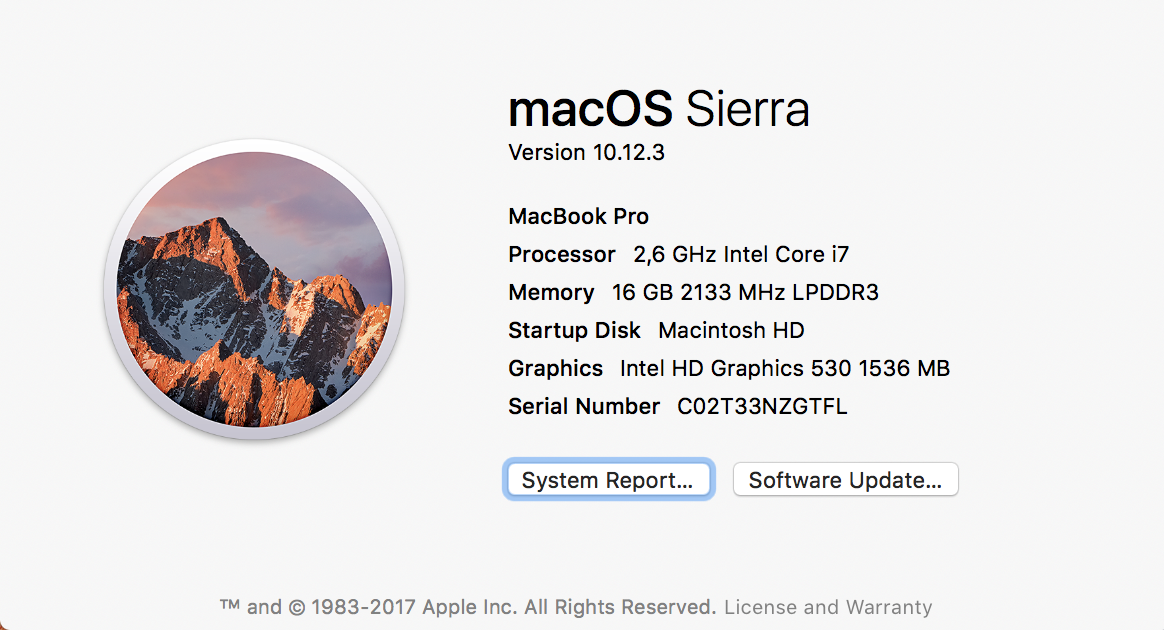 macOS Sierra
Version 10.12.3
MacBook Pro
Processor 2,6 GHz Intel Core i7
Memory 16 GB 2133 MHz LPDDR3
Startup Disk Macintosh HD
Graphics Intel HD Graphics 530 1536 MB
Serial Number C02T33NZGTFL
System Report... Software Update...
™ and © 1983-2017 Apple Inc. All Rights Reserved. License and Warranty